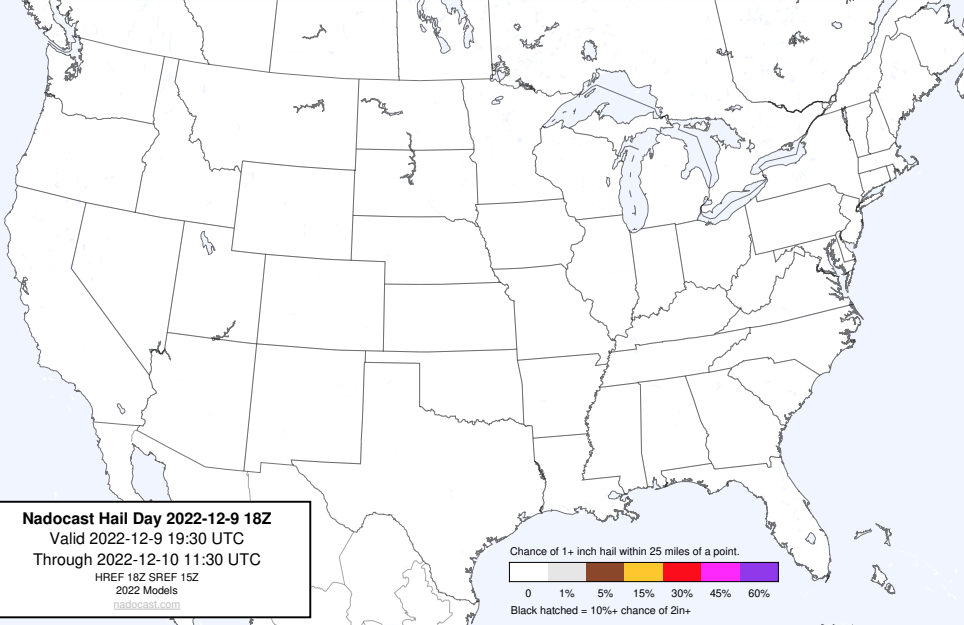 Nadocast Hail Day 2022-12-9 18Z
Valid 2022-12-9 19:30 UTC
Through 2022-12-10 11:30 UTC
HREF 18Z SREF 15Z
2022 Models
nadocast.com
Chance of 1+ inch hail within 25 miles of a point.
0 1% 5% 15% 30% 45% 60%
Black hatched = 10%+ chance of 2in+